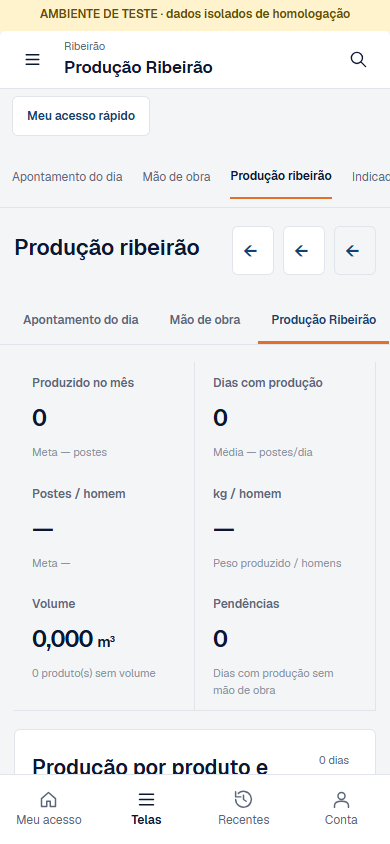 AMBIENTE DE TESTE · dados isolados de homologação
Ribeirão
Produção Ribeirão
Meu acesso rápido
Apontamento do dia Mão de obra Produção ribeirão Indicac
Produção ribeirão
Apontamento do dia Mão de obra Produção Ribeirão
Produzido no mês
0
Meta — postes
Dias com produção
0
Média — postes/dia
Postes / homem
—
Meta —
kg / homem
—
Peso produzido / homens
Volume
0,000 m³
0 produto(s) sem volume
Pendências
0
Dias com produção sem
mão de obra
Produção por produto e
0 dias
Meu acesso Telas Recentes Conta